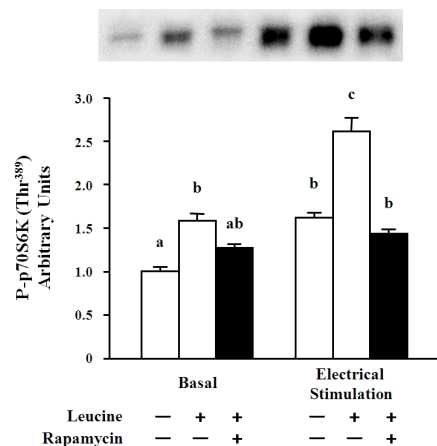 P-p70S6K (Thr³⁸⁹)
Arbitrary Units
3.0
2.5
2.0
1.5
1.0
0.5
0
a
b
ab
b
c
b
Basal
Electrical
Stimulation
Leucine — + + — + +
Rapamycin — — + — — +